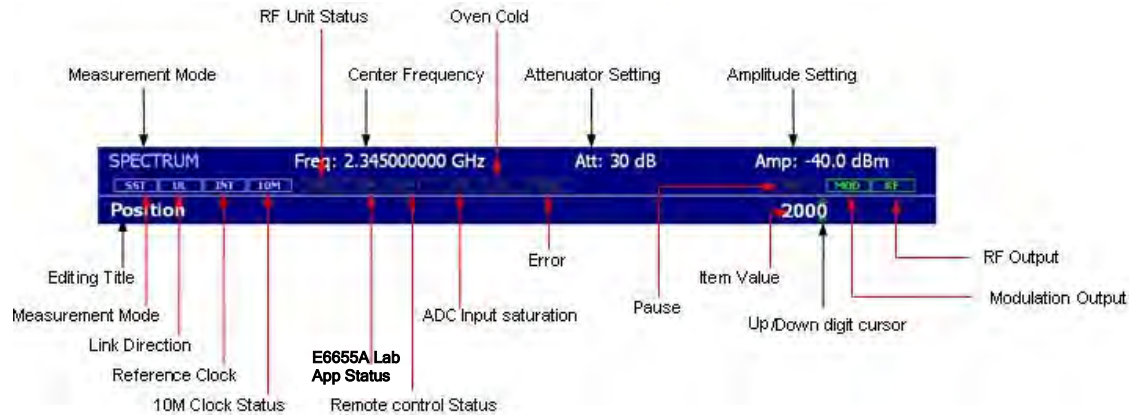 RF Unit Status
Oven Cold
Measurement Mode
Center Frequency
Attenuator Setting
Amplitude Setting
SPECTRUM Freq: 2.345000000 GHz Att: 30 dB Amp: -40.0 dBm
SST UL INT 10M MOD RF
Position 2000
Editing Title
Error
Item Value
RF Output
Measurement Mode
ADC Input saturation
Pause
Up/Down digit cursor
Modulation Output
Link Direction
Reference Clock
E6655A Lab
App Status
10M Clock Status
Remote control Status